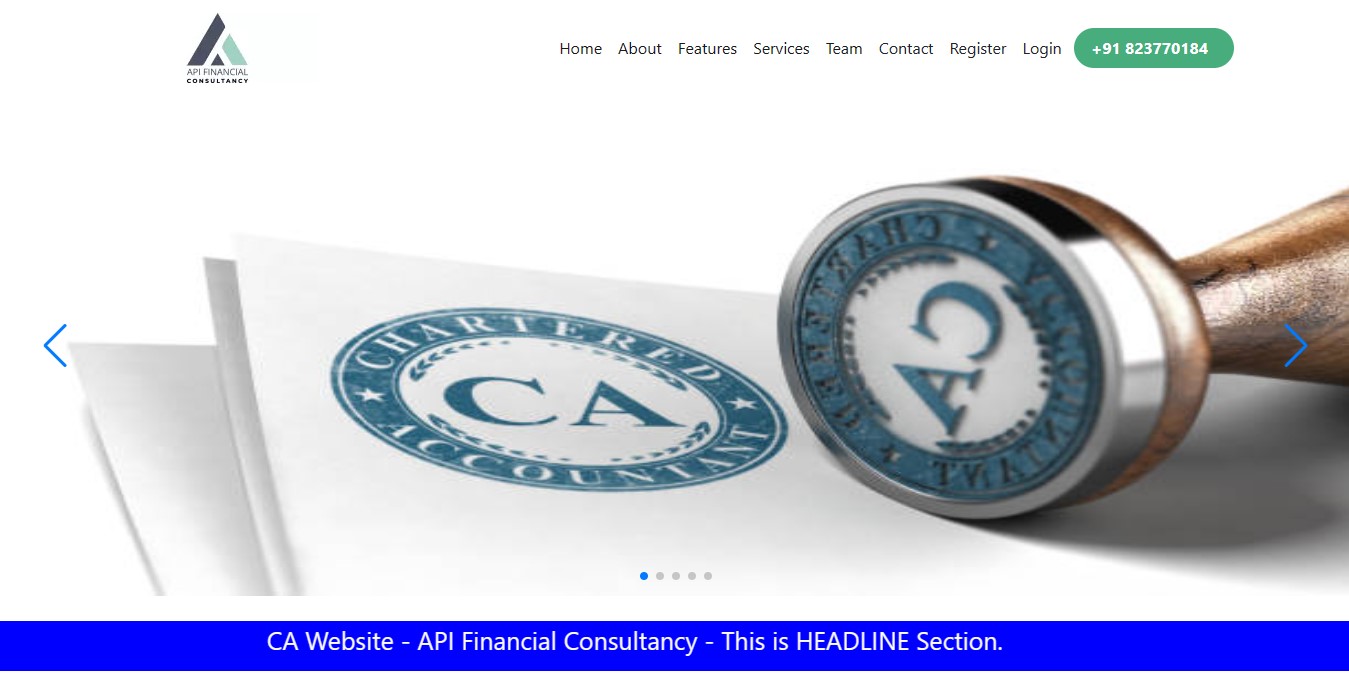 API FINANCIAL
CONSULTANCY
Home About Features Services Team Contact Register Login +91 823770184
CHARTERED
CA
ACCOUNTANT
CHARTERED
CA
ACCOUNTANT
CA Website - API Financial Consultancy - This is HEADLINE Section.